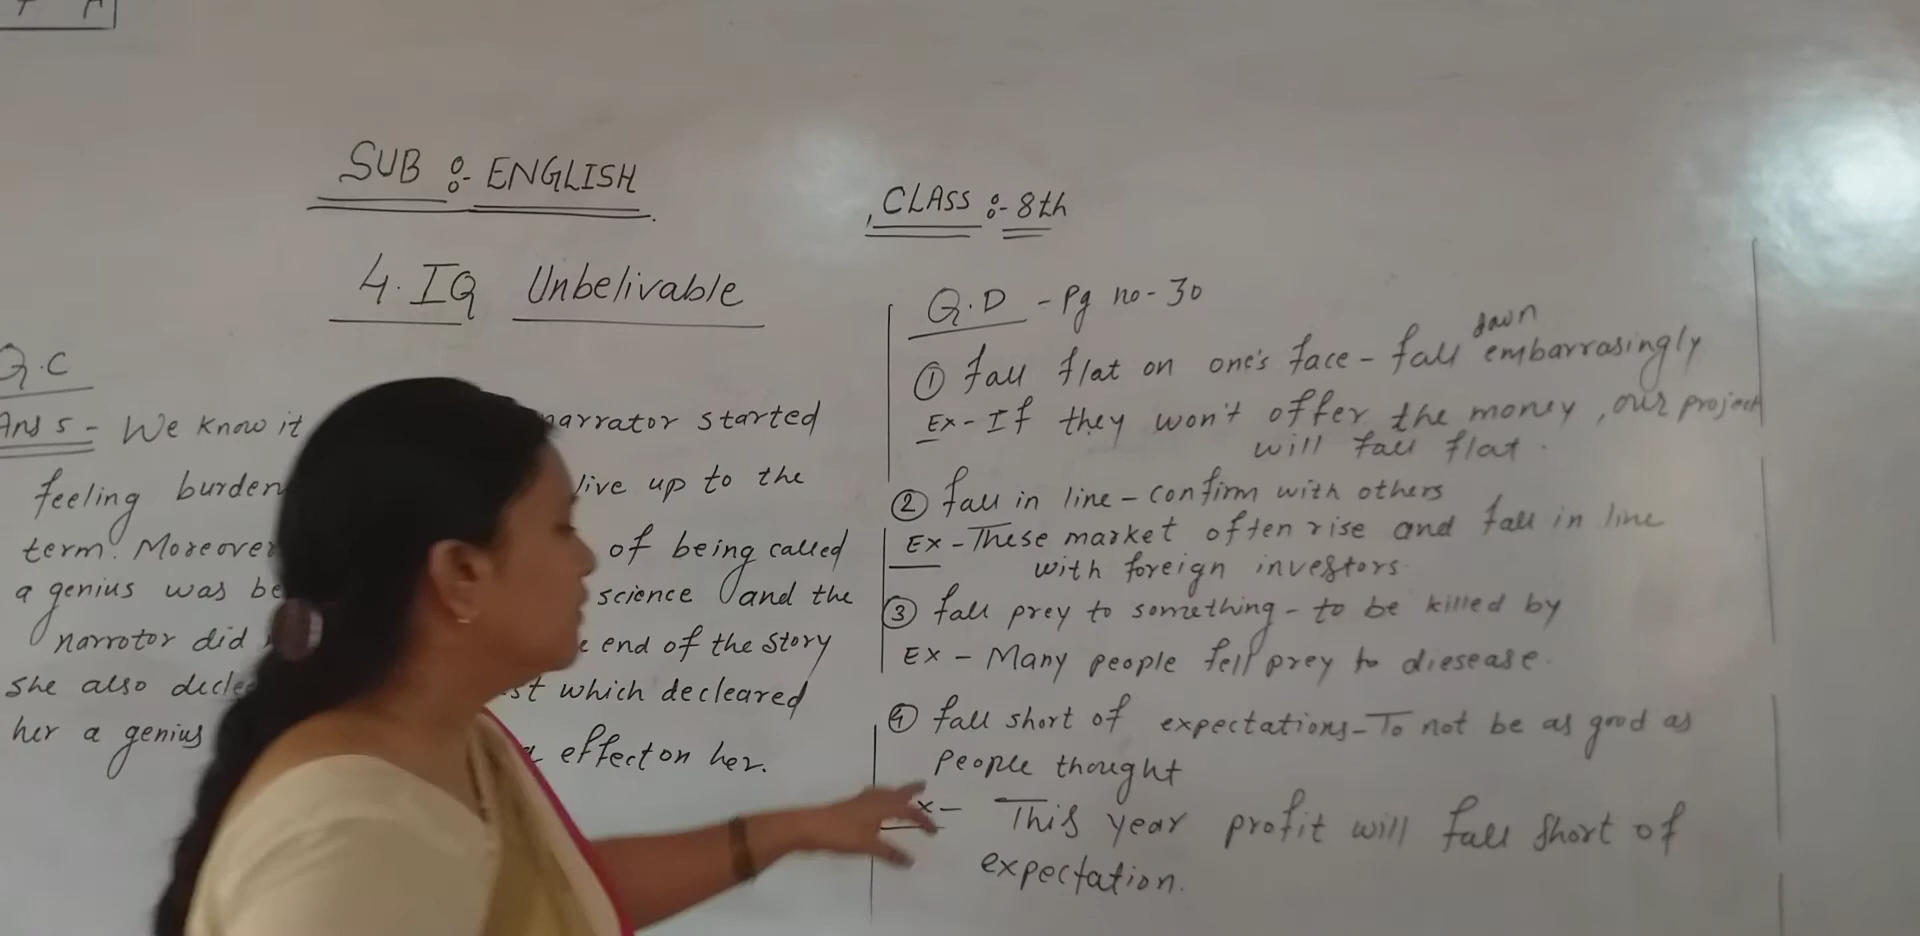 SUB :- ENGLISH
CLASS :- 8th
4. IQ Unbelivable
Q.C
Ans 5 - We know it narrator started
feeling burden live up to the
term. Moreover of being called
a genius was be science and the
narrotor did end of the story
she also decle st which decleared
her a genius effect on her.
Q.D - Pg no - 30
① fall flat on one's face - fall down embarrasingly
Ex - If they won't offer the money, our project
will fall flat.
② fall in line - confirm with others
Ex - These market often rise and fall in line
with foreign investors.
③ fall prey to something - to be killed by
Ex - Many people fell prey to diesease.
④ fall short of expectations - To not be as good as
people thought
Ex - This year profit will fall short of
expectation.